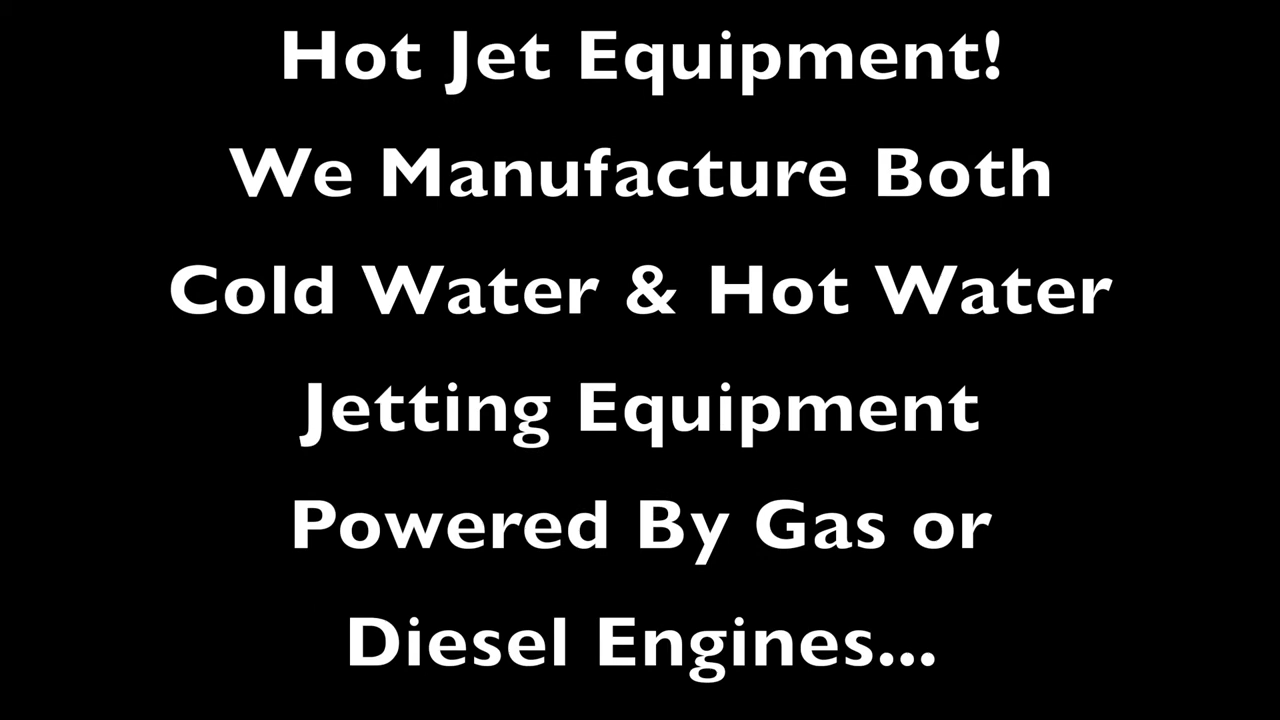 Hot Jet Equipment!
We Manufacture Both
Cold Water & Hot Water
Jetting Equipment
Powered By Gas or
Diesel Engines...